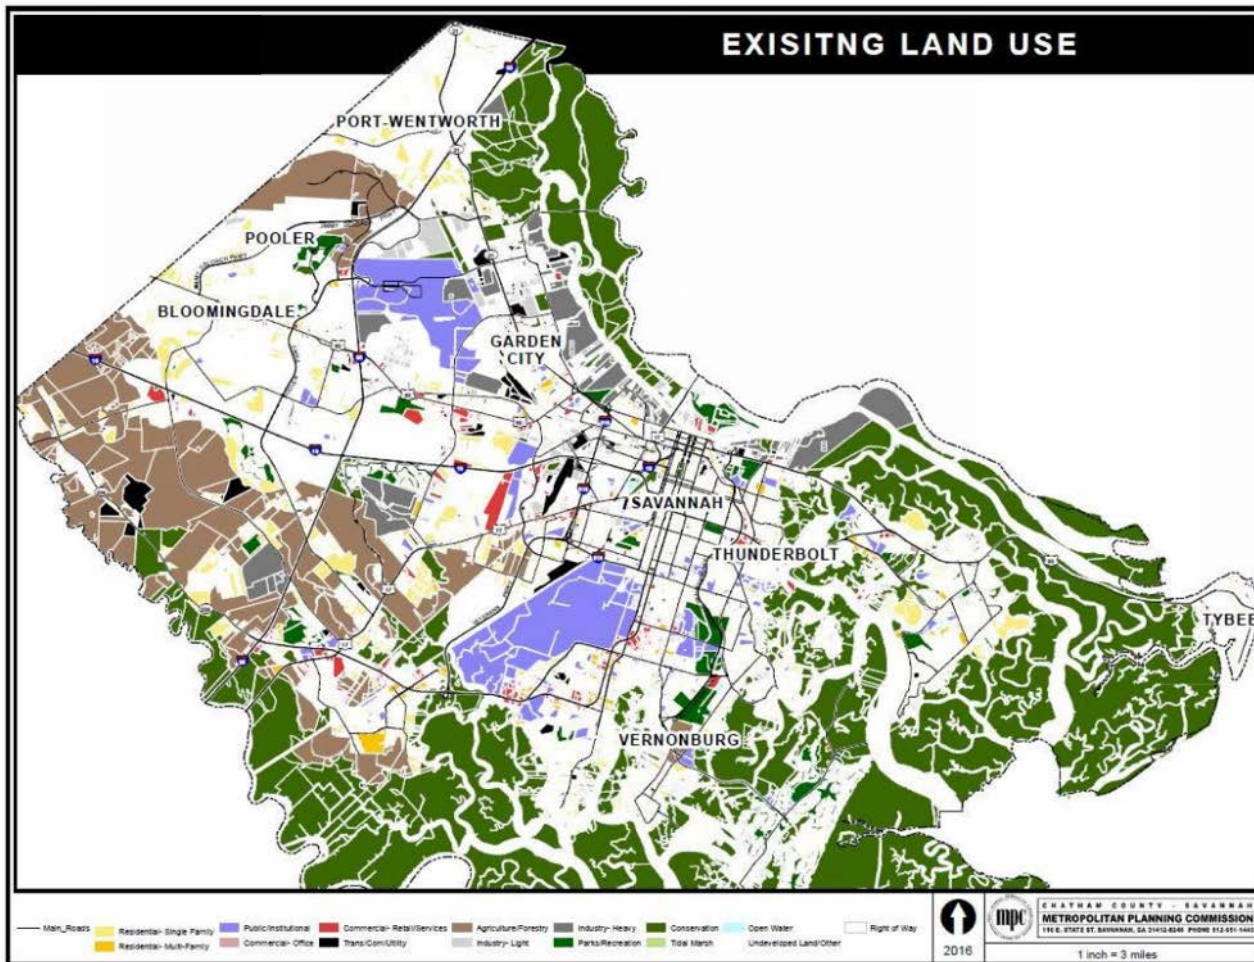 EXISITNG LAND USE
PORT-WENTWORTH
POOLER
BLOOMINGDALE
GARDEN
CITY
SAVANNAH
THUNDERBOLT
TYBEE
VERNONBURG
Main_Roads
Residential- Single Family
Residential- Multi-Family
Public/Institutional
Commercial- Office
Commercial- Retail/Services
Trans/Com/Utility
Agriculture/Forestry
Industry- Light
Industry- Heavy
Parks/Recreation
Conservation
Tidal Marsh
Open Water
Undeveloped Land/Other
Right of Way
2016
mpc
CHATHAM COUNTY - SAVANNAH
METROPOLITAN PLANNING COMMISSION
1 inch = 3 miles